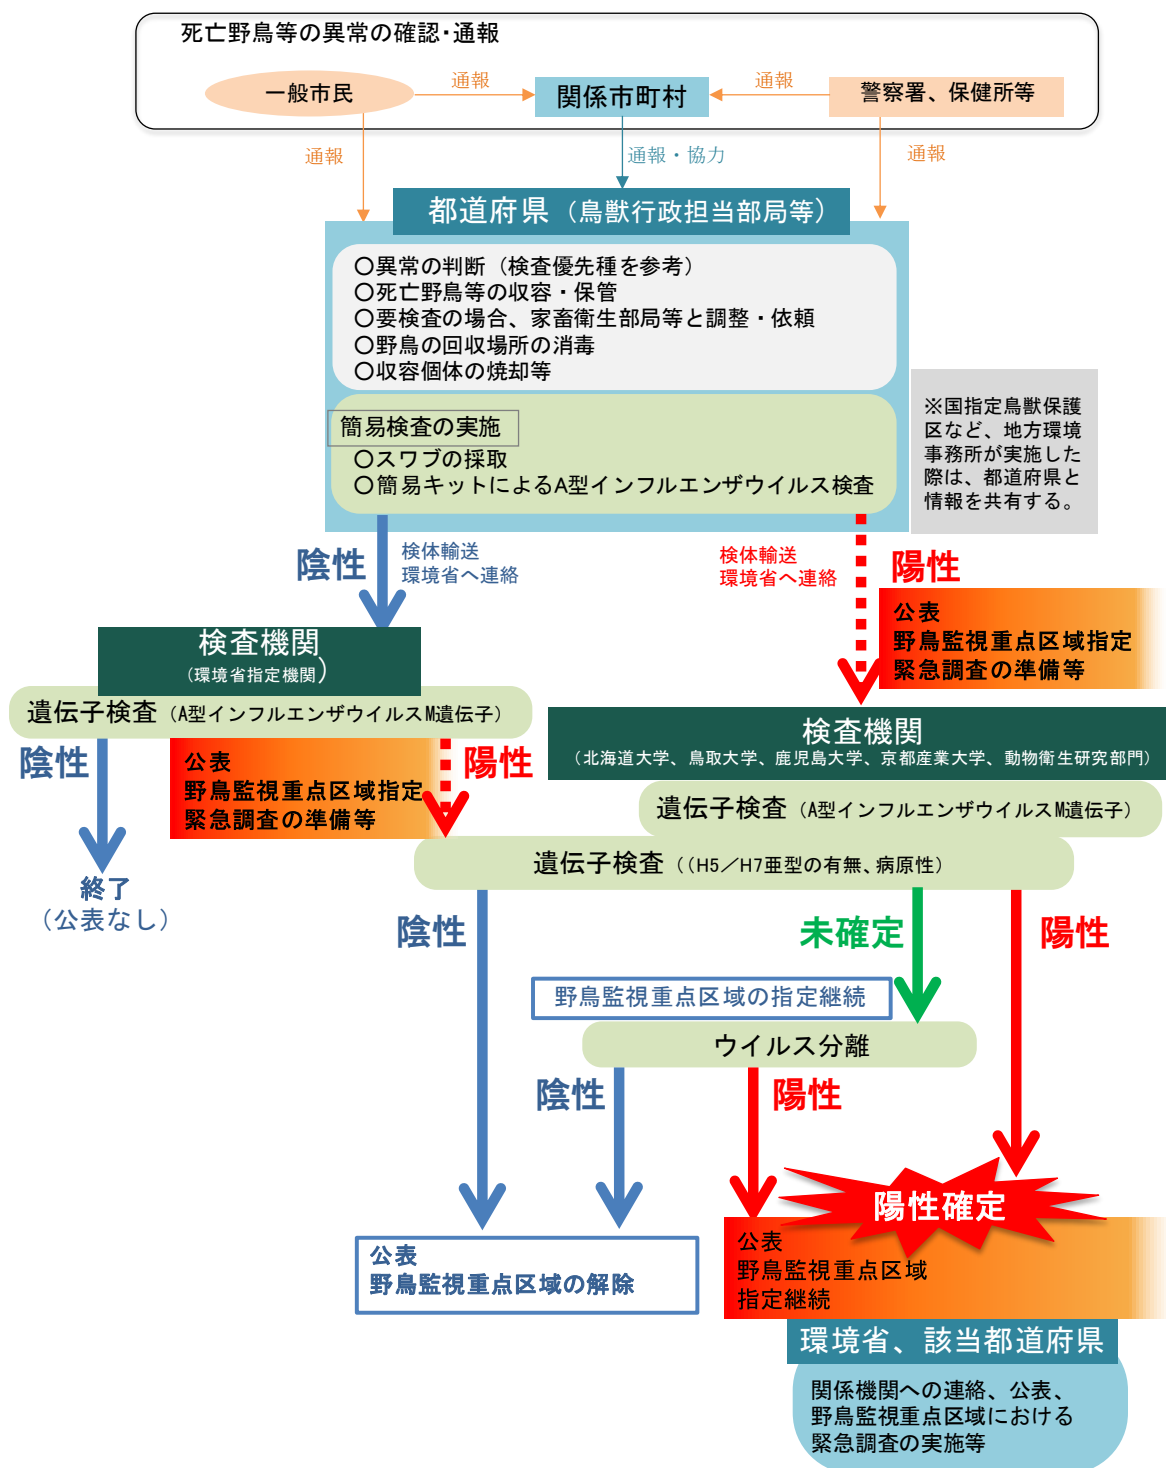 死亡野鳥等の異常の確認・通報
一般市民
通報
関係市町村
通報
警察署、保健所等
通報
通報・協力
通報
都道府県（鳥獣行政担当部局等）
〇異常の判断（検査優先種を参考）
〇死亡野鳥等の収容・保管
〇要検査の場合、家畜衛生部局等と調整・依頼
〇野鳥の回収場所の消毒
〇収容個体の焼却等
簡易検査の実施
〇スワブの採取
〇簡易キットによるA型インフルエンザウイルス検査
※国指定鳥獣保護
区など、地方環境
事務所が実施した
際は、都道府県と
情報を共有する。
陰性
検体輸送
環境省へ連絡
検体輸送
環境省へ連絡
陽性
公表
野鳥監視重点区域指定
緊急調査の準備等
検査機関
（環境省指定機関）
遺伝子検査（A型インフルエンザウイルスM遺伝子）
陰性
公表
野鳥監視重点区域指定
緊急調査の準備等
陽性
検査機関
（北海道大学、鳥取大学、鹿児島大学、京都産業大学、動物衛生研究部門）
遺伝子検査（A型インフルエンザウイルスM遺伝子）
遺伝子検査（（H5／H7亜型の有無、病原性）
終了
（公表なし）
陰性
未確定
陽性
野鳥監視重点区域の指定継続
ウイルス分離
陰性
陽性
陽性確定
公表
野鳥監視重点区域の解除
公表
野鳥監視重点区域
指定継続
環境省、該当都道府県
関係機関への連絡、公表、
野鳥監視重点区域における
緊急調査の実施等